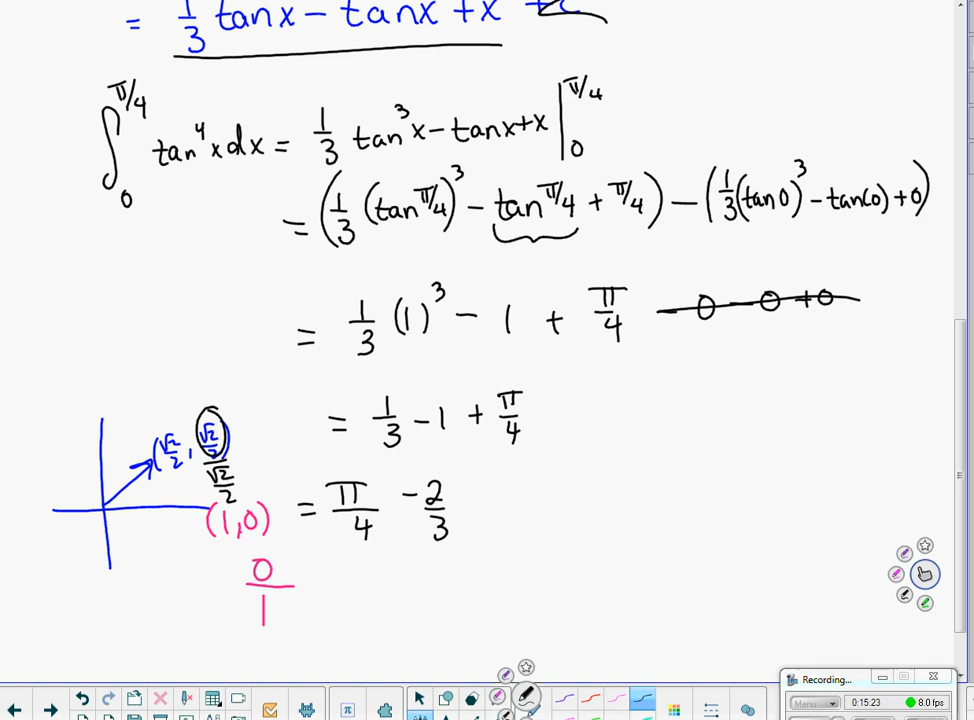 = 1/3 tan x - tan x + x + C
∫₀^π/4 tan⁴x dx = 1/3 tan³x - tanx + x |₀^π/4
= (1/3 (tan π/4)³ - tan π/4 + π/4) - (1/3 (tan 0)³ - tan(0) + 0)
= 1/3 (1)³ - 1 + π/4 - 0 - 0 + 0
= 1/3 - 1 + π/4
(√2/2, √2/2)
√2/2
(1,0)
= π/4 - 2/3
0/1
Recording...
Menu
0:15:23
8.0 fps